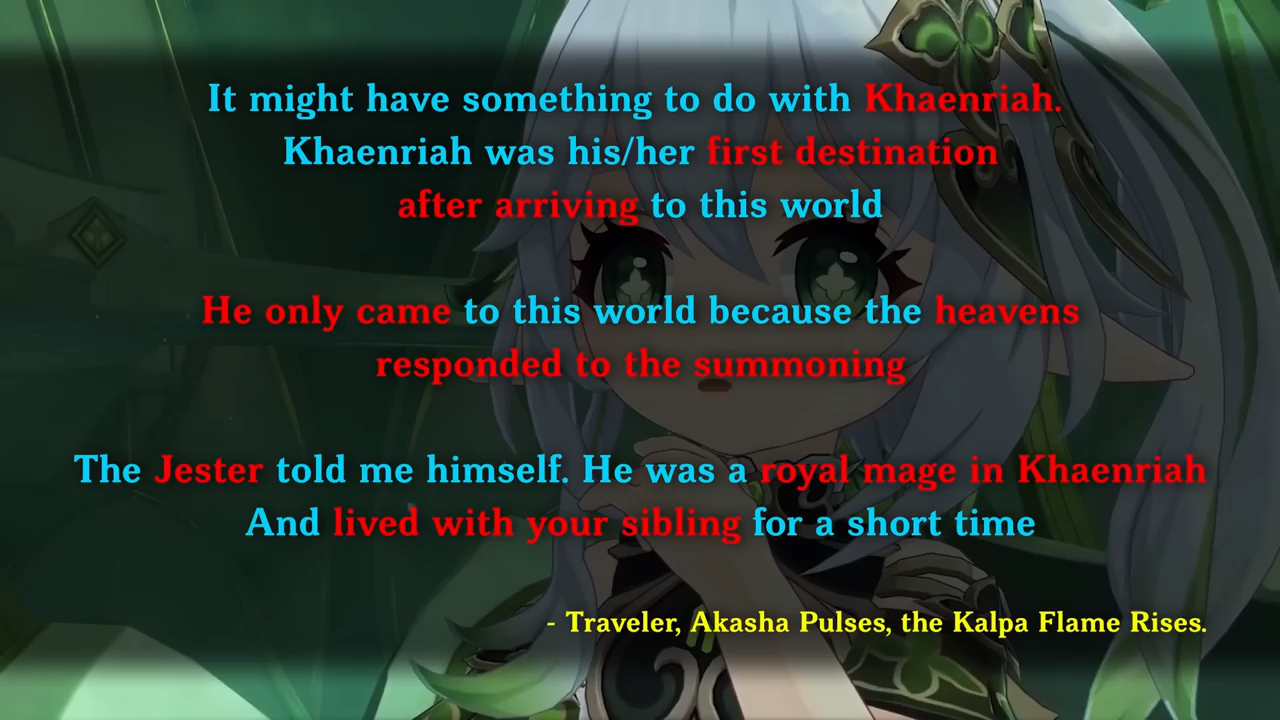 It might have something to do with Khaenriah.
Khaenriah was his/her first destination
after arriving to this world
He only came to this world because the heavens
responded to the summoning
The Jester told me himself. He was a royal mage in Khaenriah
And lived with your sibling for a short time
- Traveler, Akasha Pulses, the Kalpa Flame Rises.